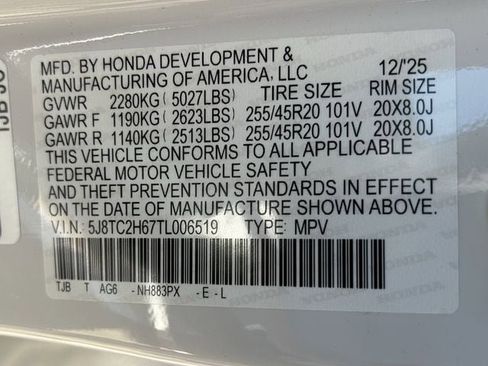 MFD. BY HONDA DEVELOPMENT &
MANUFACTURING OF AMERICA, LLC 12/'25
GVWR 2280KG (5027LBS) TIRE SIZE RIM SIZE
GAWR F 1190KG (2623LBS) 255/45R20 101V 20X8.0J
GAWR R 1140KG (2513LBS) 255/45R20 101V 20X8.0J
THIS VEHICLE CONFORMS TO ALL APPLICABLE
FEDERAL MOTOR VEHICLE SAFETY
AND THEFT PREVENTION STANDARDS IN EFFECT ON
THE DATE OF MANUFACTURE SHOWN ABOVE.
V.I.N.: 5J8TC2H67TL006519 TYPE: MPV
TJB T AG6 -NH883PX -E-L